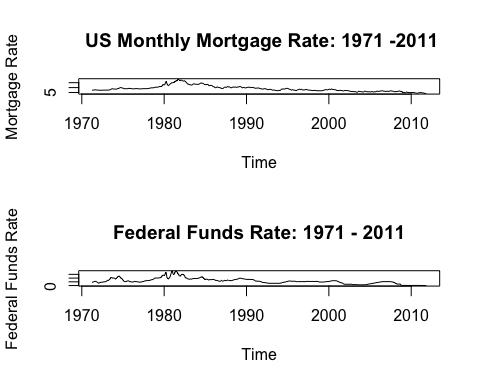 US Monthly Mortgage Rate: 1971 -2011
Mortgage Rate
5
1970 1980 1990 2000 2010
Time
Federal Funds Rate: 1971 - 2011
Federal Funds Rate
0
1970 1980 1990 2000 2010
Time